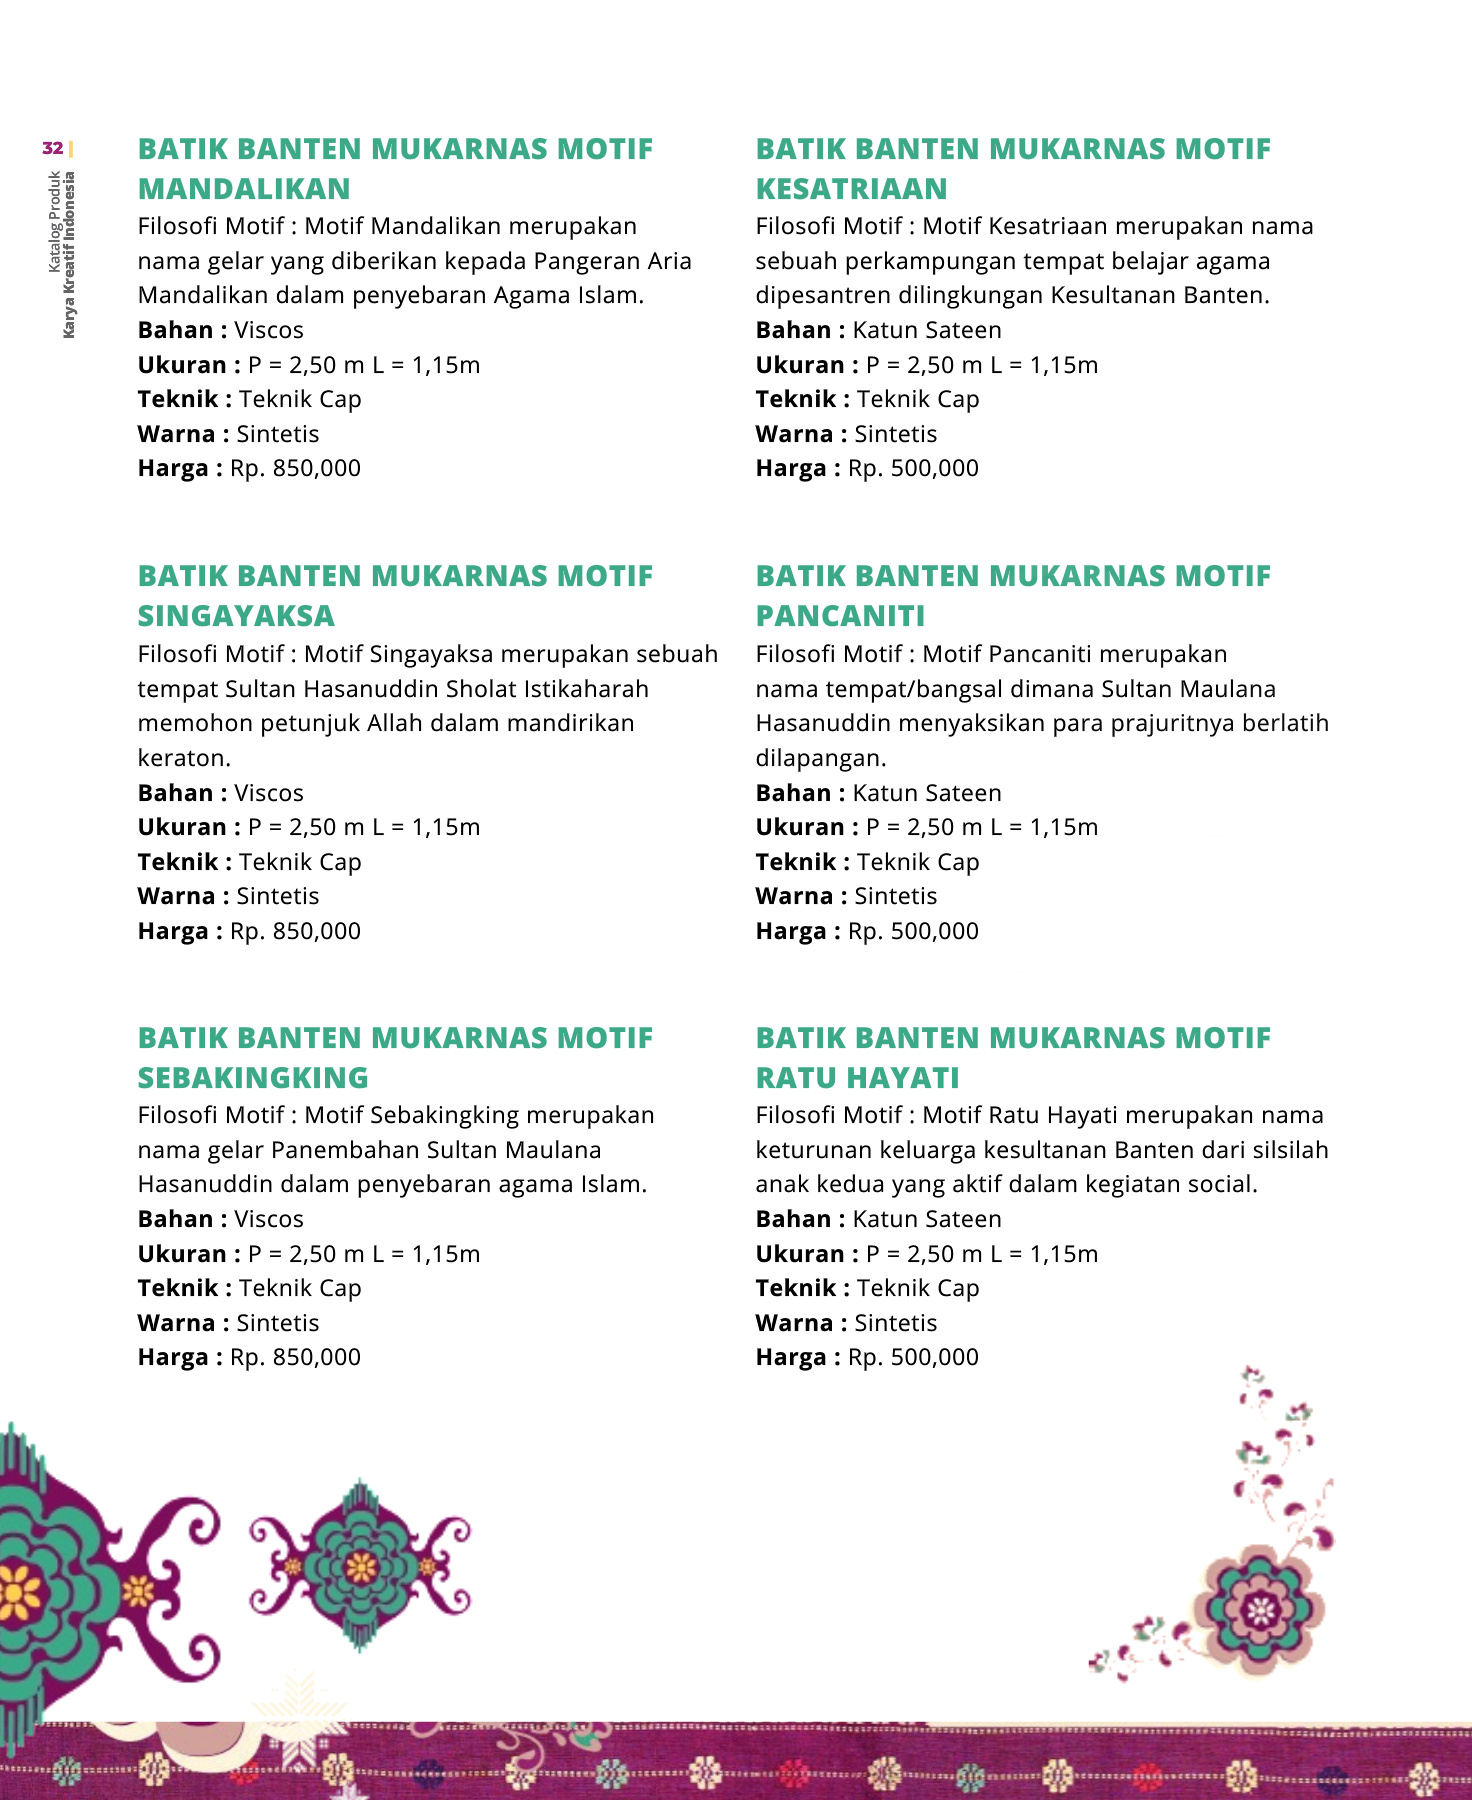 32
Katalog Produk
Karya Kreatif Indonesia
BATIK BANTEN MUKARNAS MOTIF
MANDALIKAN
Filosofi Motif : Motif Mandalikan merupakan
nama gelar yang diberikan kepada Pangeran Aria
Mandalikan dalam penyebaran Agama Islam.
Bahan : Viscos
Ukuran : P = 2,50 m L = 1,15m
Teknik : Teknik Cap
Warna : Sintetis
Harga : Rp. 850,000
BATIK BANTEN MUKARNAS MOTIF
SINGAYAKSA
Filosofi Motif : Motif Singayaksa merupakan sebuah
tempat Sultan Hasanuddin Sholat Istikaharah
memohon petunjuk Allah dalam mandirikan
keraton.
Bahan : Viscos
Ukuran : P = 2,50 m L = 1,15m
Teknik : Teknik Cap
Warna : Sintetis
Harga : Rp. 850,000
BATIK BANTEN MUKARNAS MOTIF
SEBAKINGKING
Filosofi Motif : Motif Sebakingking merupakan
nama gelar Panembahan Sultan Maulana
Hasanuddin dalam penyebaran agama Islam.
Bahan : Viscos
Ukuran : P = 2,50 m L = 1,15m
Teknik : Teknik Cap
Warna : Sintetis
Harga : Rp. 850,000
BATIK BANTEN MUKARNAS MOTIF
KESATRIAAN
Filosofi Motif : Motif Kesatriaan merupakan nama
sebuah perkampungan tempat belajar agama
dipesantren dilingkungan Kesultanan Banten.
Bahan : Katun Sateen
Ukuran : P = 2,50 m L = 1,15m
Teknik : Teknik Cap
Warna : Sintetis
Harga : Rp. 500,000
BATIK BANTEN MUKARNAS MOTIF
PANCANITI
Filosofi Motif : Motif Pancaniti merupakan
nama tempat/bangsal dimana Sultan Maulana
Hasanuddin menyaksikan para prajuritnya berlatih
dilapangan.
Bahan : Katun Sateen
Ukuran : P = 2,50 m L = 1,15m
Teknik : Teknik Cap
Warna : Sintetis
Harga : Rp. 500,000
BATIK BANTEN MUKARNAS MOTIF
RATU HAYATI
Filosofi Motif : Motif Ratu Hayati merupakan nama
keturunan keluarga kesultanan Banten dari silsilah
anak kedua yang aktif dalam kegiatan social.
Bahan : Katun Sateen
Ukuran : P = 2,50 m L = 1,15m
Teknik : Teknik Cap
Warna : Sintetis
Harga : Rp. 500,000